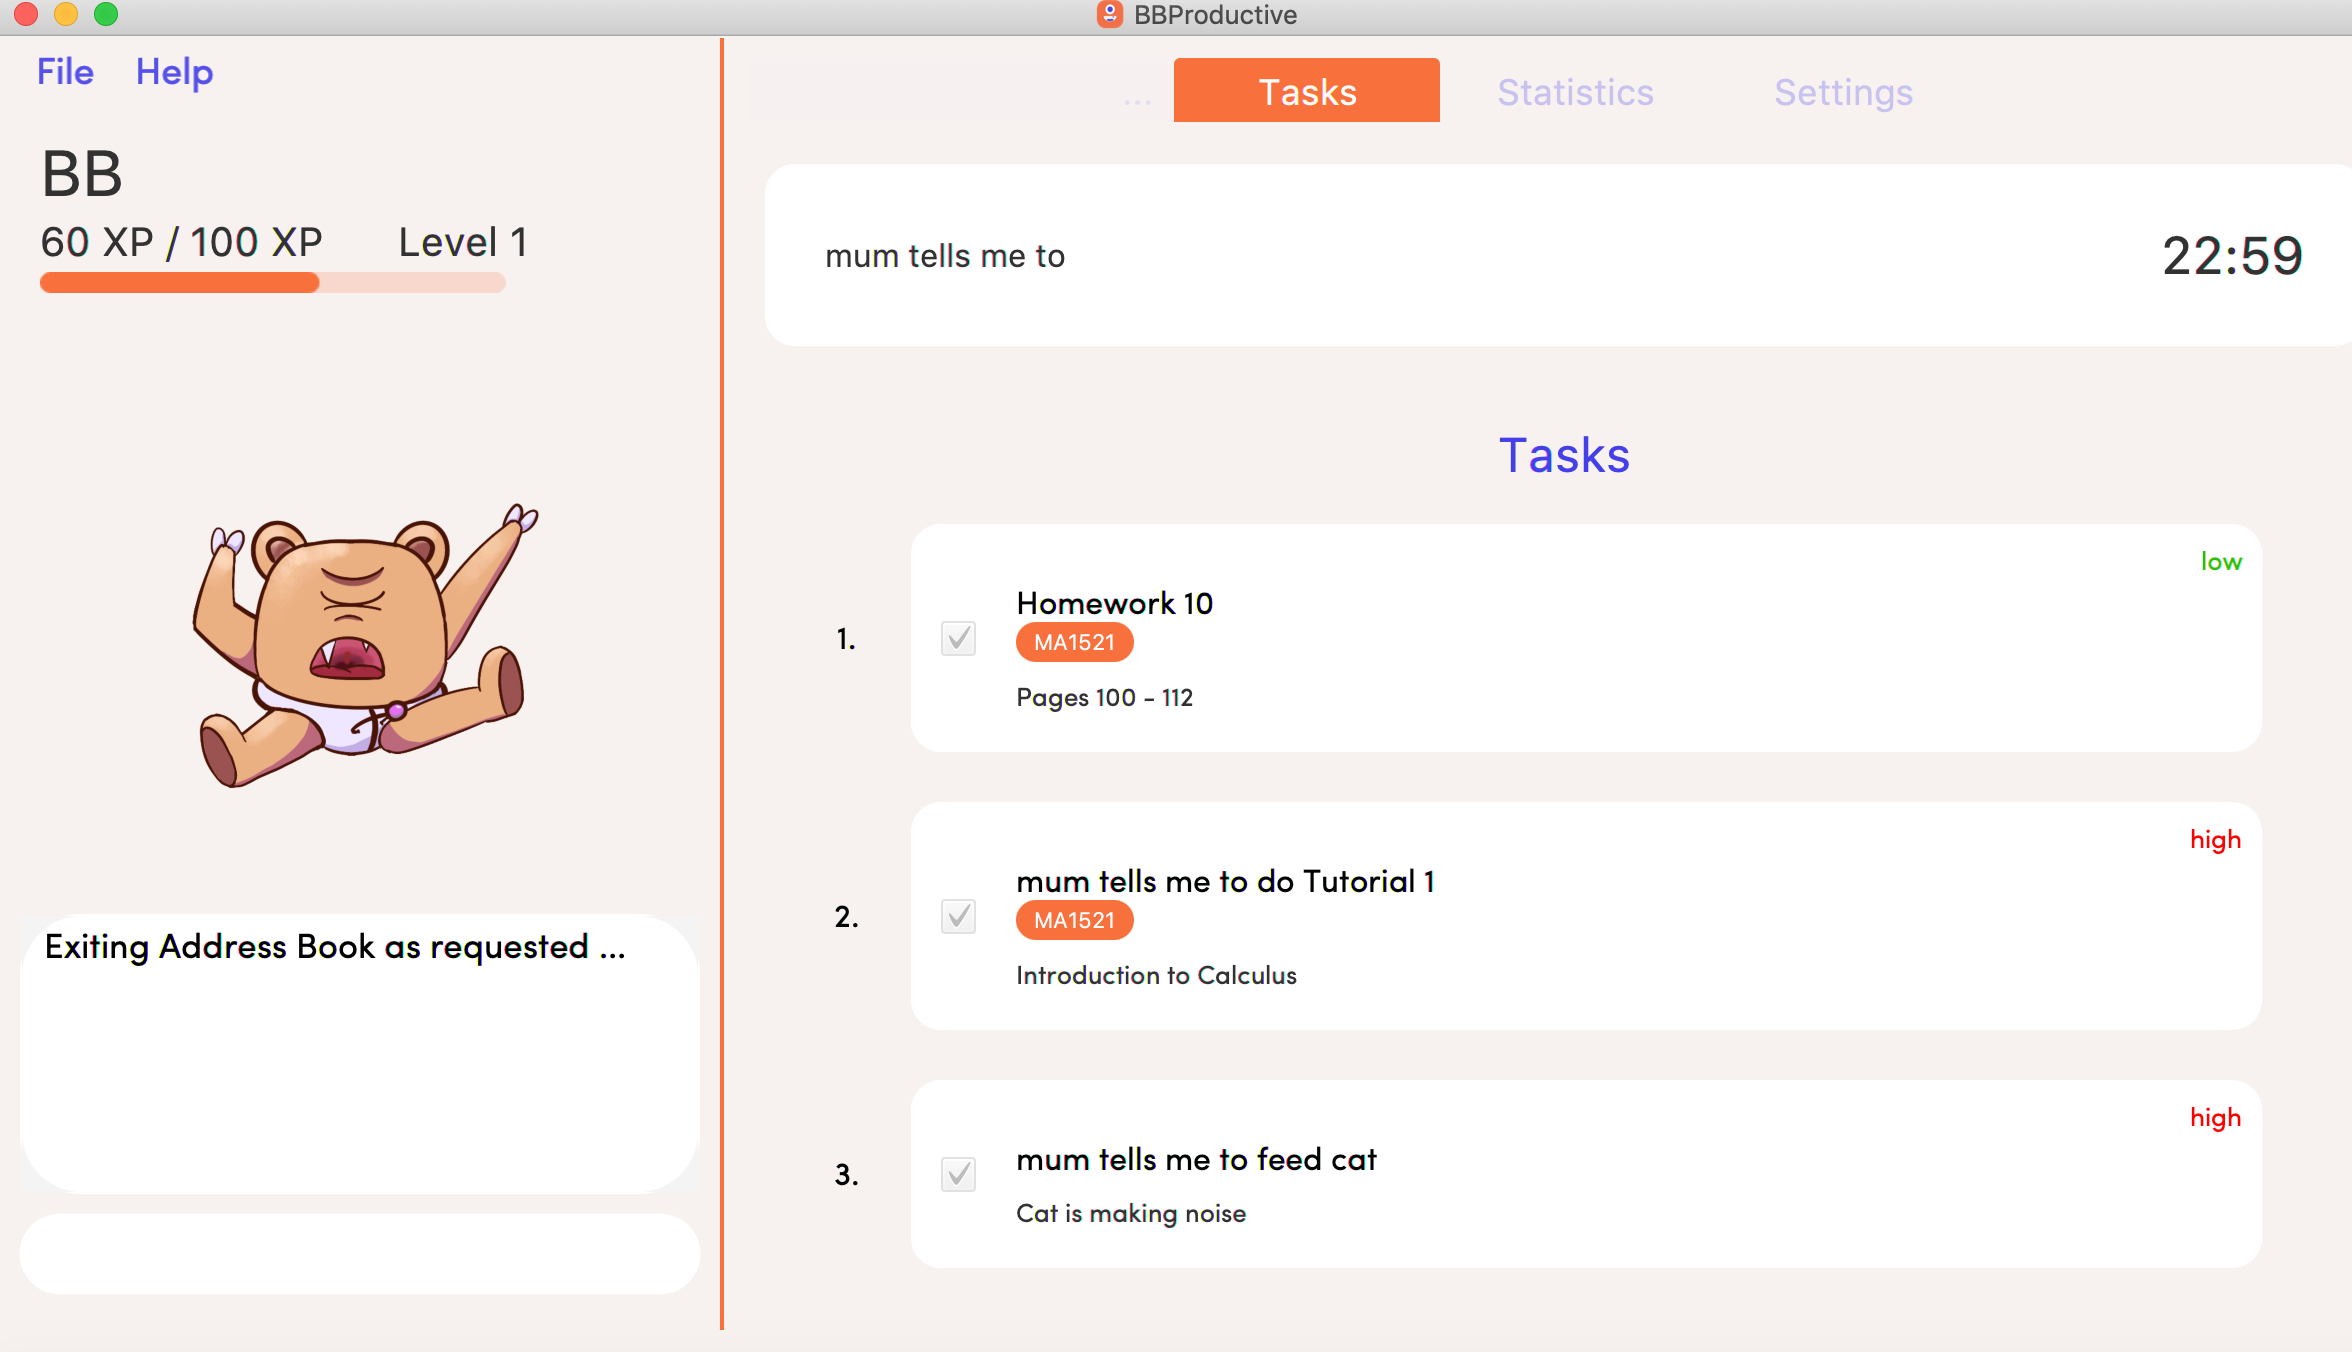 BBProductive
File Help
BB
60 XP / 100 XP Level 1
Exiting Address Book as requested ...
... Tasks Statistics Settings
mum tells me to 22:59
Tasks
low
1. Homework 10
MA1521
Pages 100 - 112
high
2. mum tells me to do Tutorial 1
MA1521
Introduction to Calculus
high
3. mum tells me to feed cat
Cat is making noise